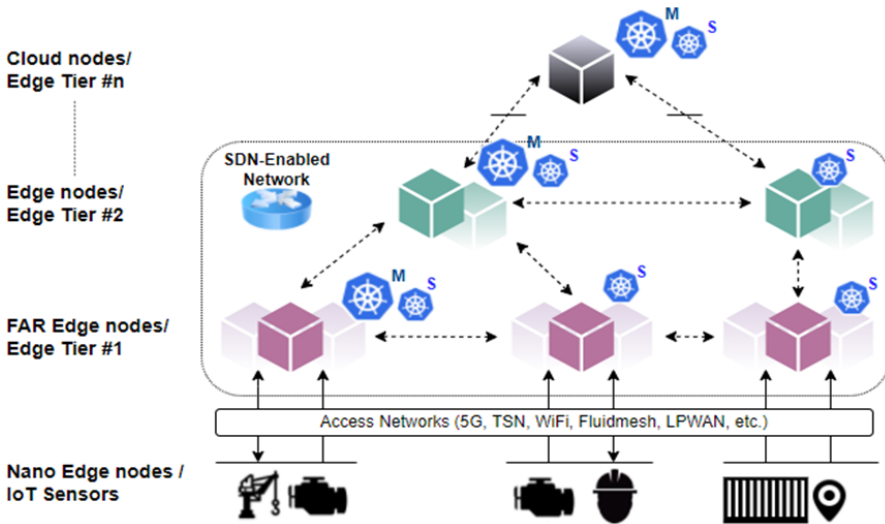 M
S
Cloud nodes/
Edge Tier #n
SDN-Enabled
Network
M
S
S
Edge nodes/
Edge Tier #2
M
S
S
S
FAR Edge nodes/
Edge Tier #1
Access Networks (5G, TSN, WiFi, Fluidmesh, LPWAN, etc.)
Nano Edge nodes /
IoT Sensors